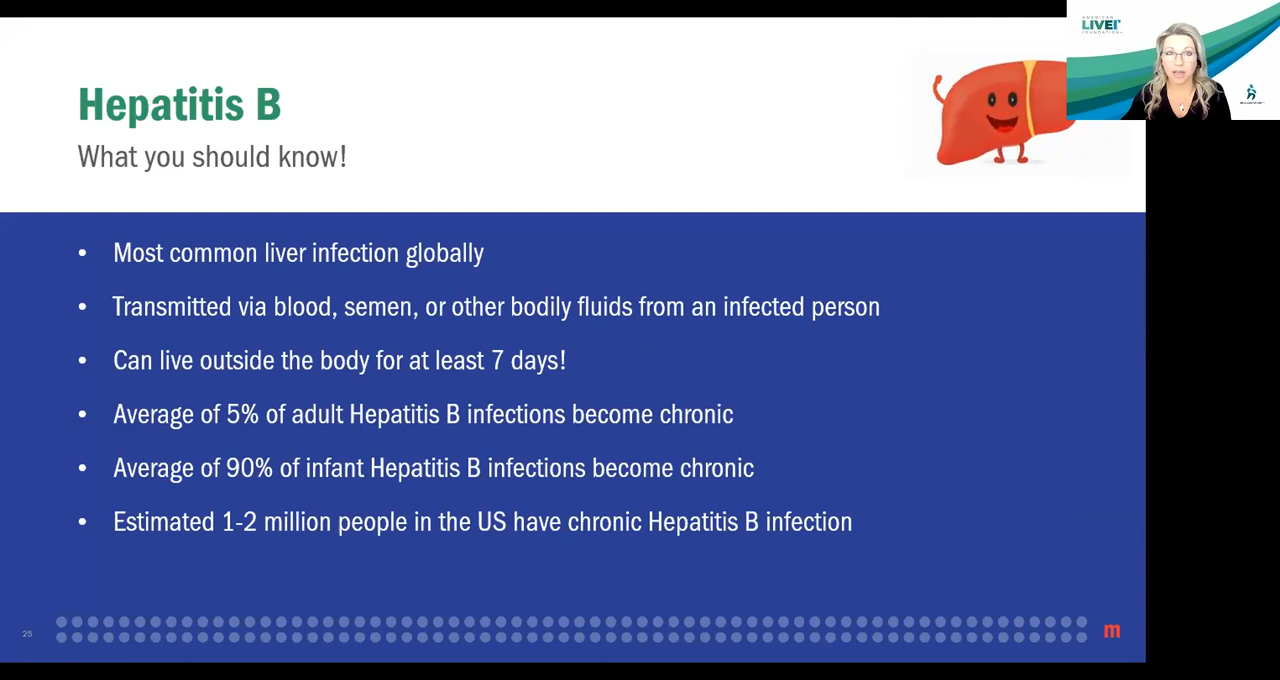 Hepatitis B
What you should know!
AMERICAN
LIVER
FOUNDATION
• Most common liver infection globally
• Transmitted via blood, semen, or other bodily fluids from an infected person
• Can live outside the body for at least 7 days!
• Average of 5% of adult Hepatitis B infections become chronic
• Average of 90% of infant Hepatitis B infections become chronic
• Estimated 1-2 million people in the US have chronic Hepatitis B infection
25
m